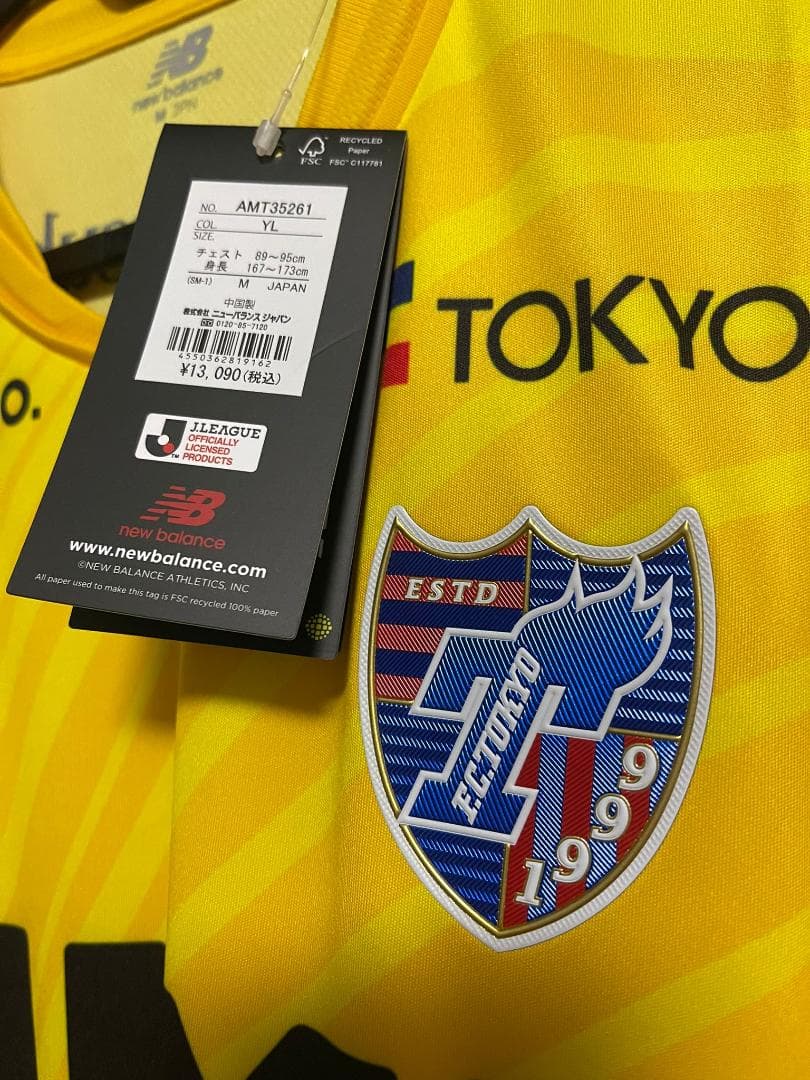 new balance
M JPN
RECYCLED
Paper
FSC® C117781
FSC
NO. AMT35261
COL. YL
SIZE.
チェスト 89〜95cm
身長 167〜173cm
(SM-1) M JAPAN
中国製
株式会社 ニューバランス ジャパン
0120-85-7120
4550362819162
¥13,090(税込)
J.LEAGUE
OFFICIALLY
LICENSED
PRODUCTS
TM
NB
new balance
www.newbalance.com
©NEW BALANCE ATHLETICS, INC
All paper used to make this tag is FSC recycled 100% paper
TOKYO
o.
ESTD
F.C.TOKYO
1999